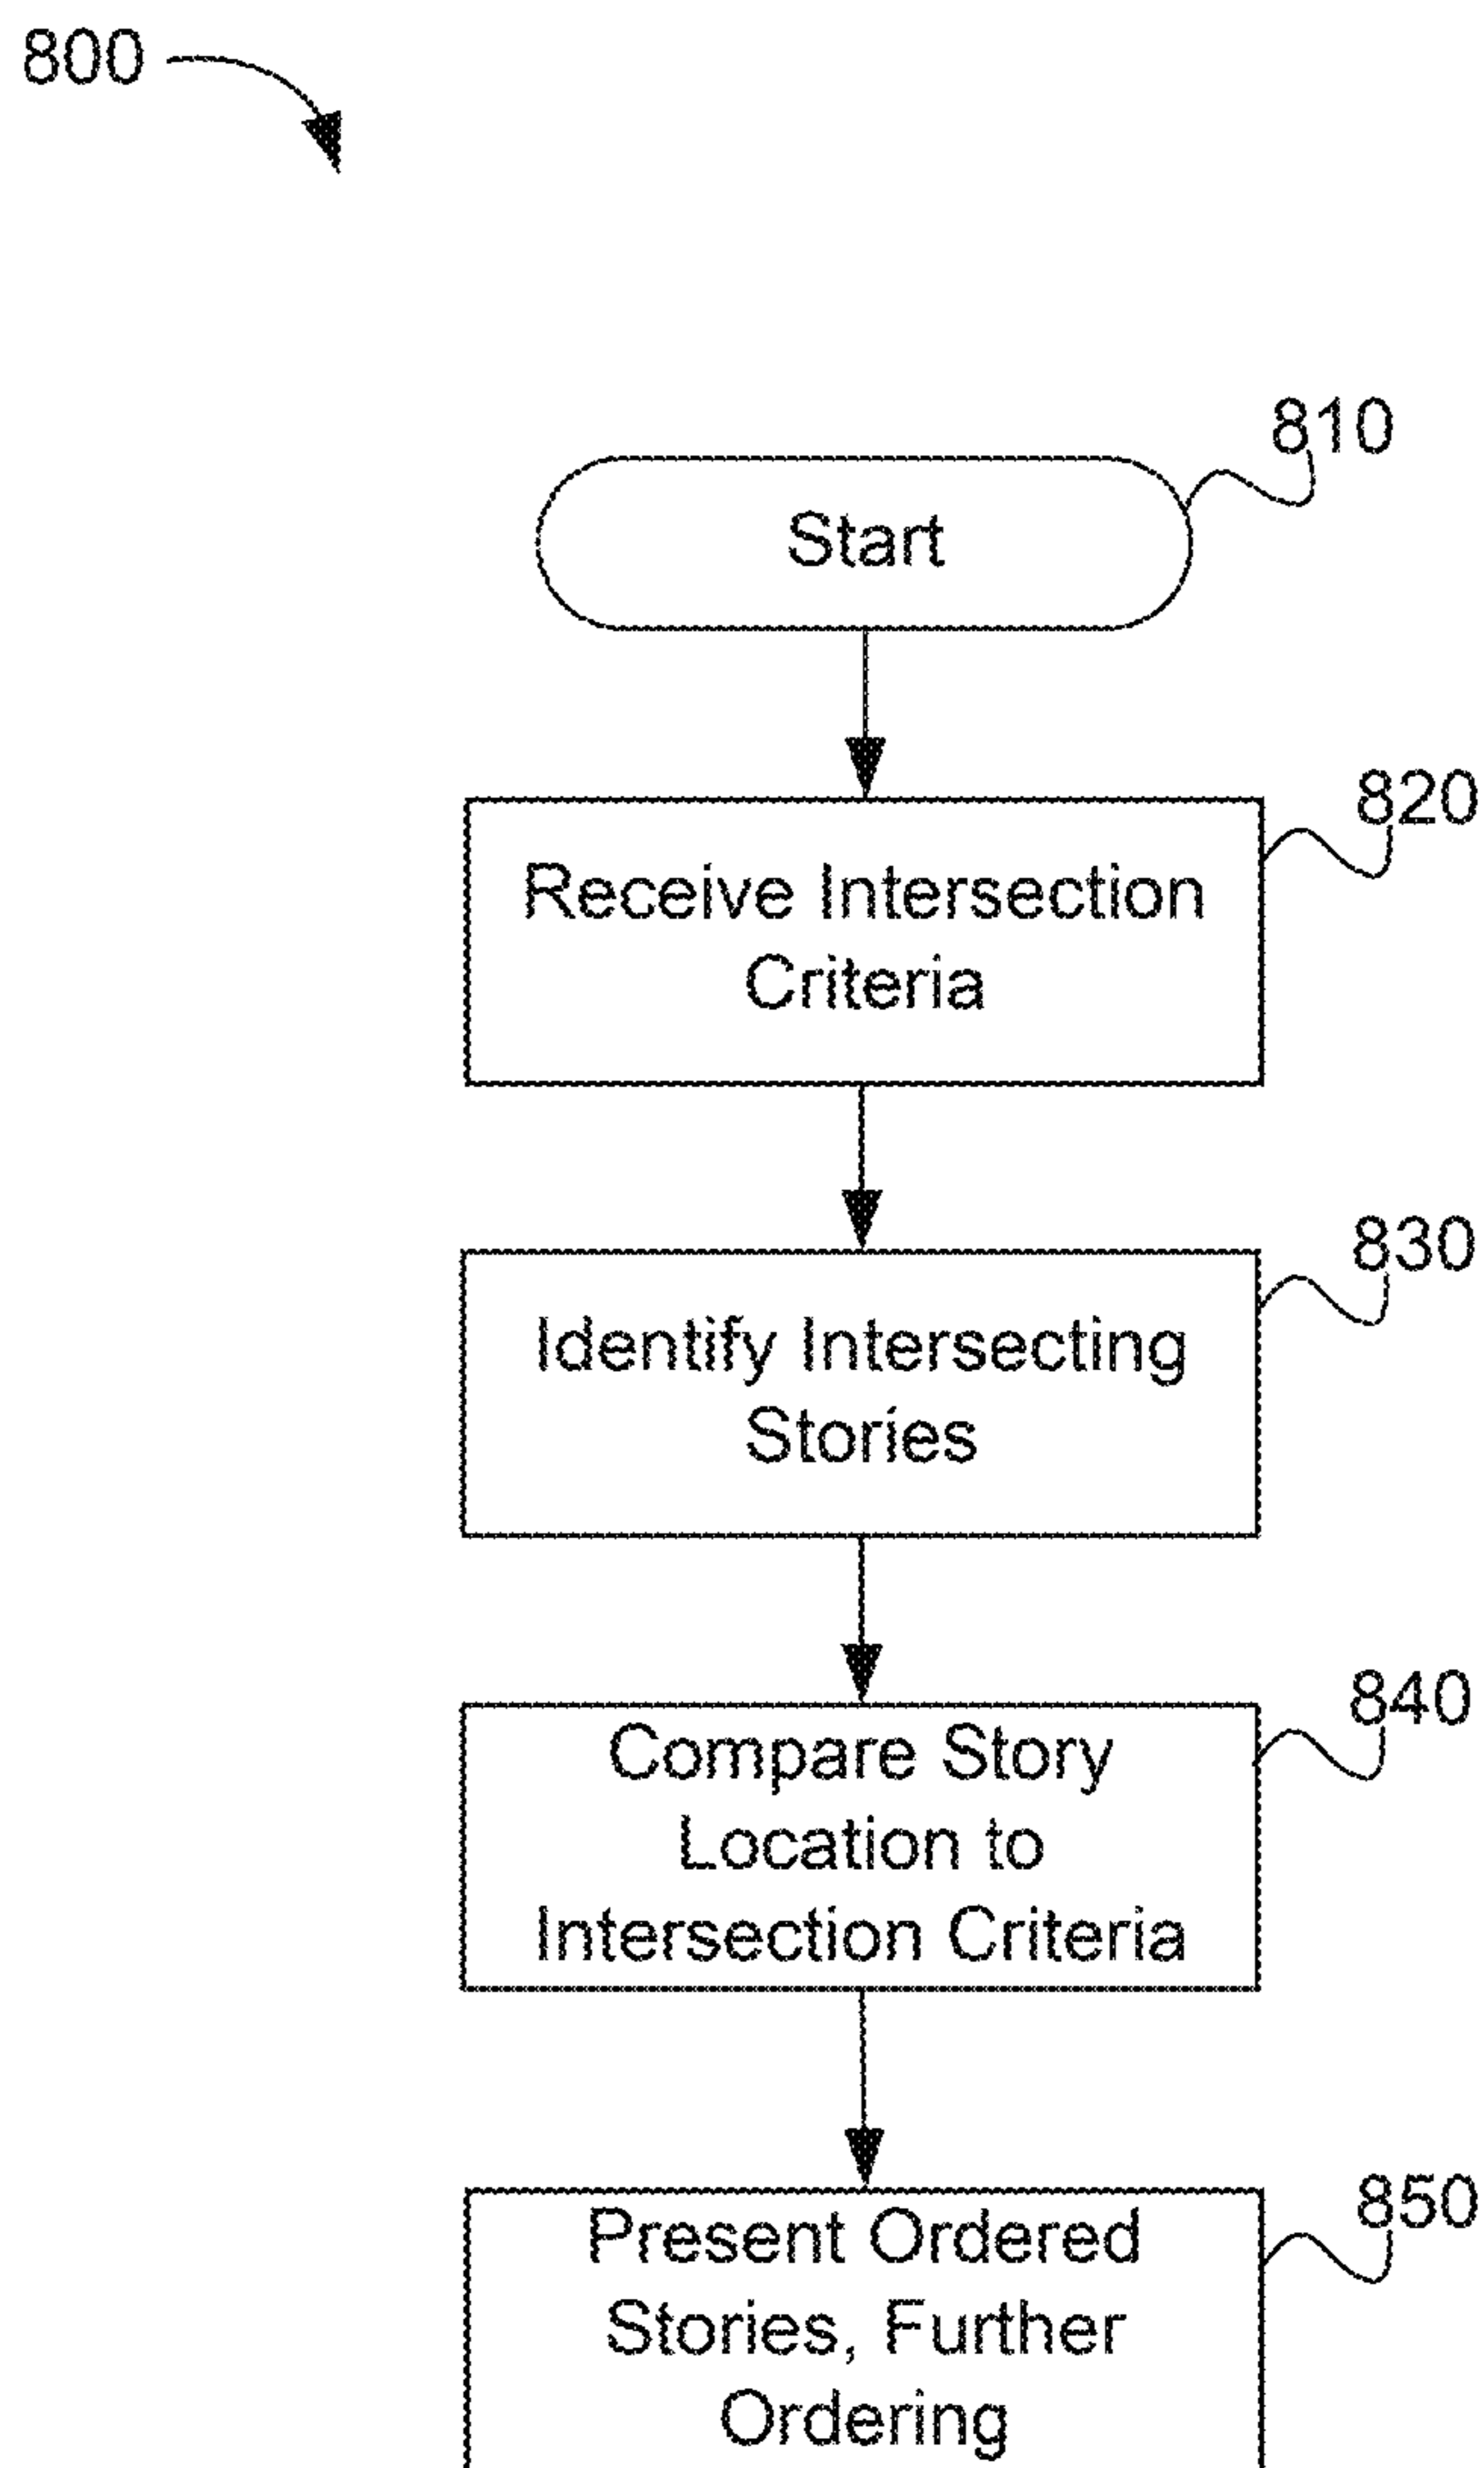 800
810
Start
820
Receive Intersection
Criteria
830
Identify Intersecting
Stories
840
Compare Story
Location to
Intersection Criteria
850
Present Ordered
Stories, Further
Ordering